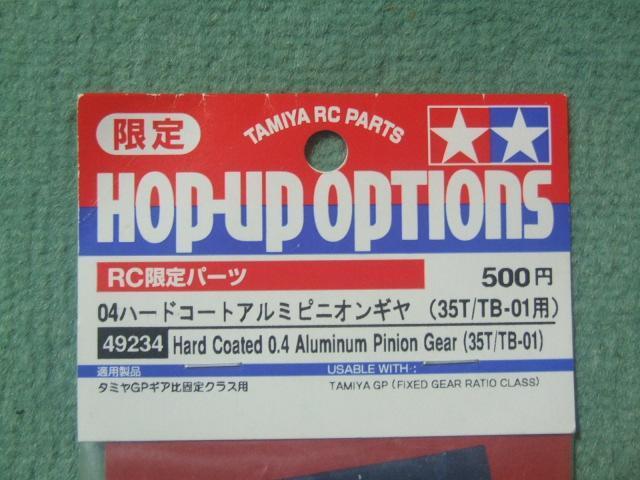 限定
TAMIYA RC PARTS
HOP-UP OPTIONS
RC限定パーツ
500円
04ハードコートアルミピニオンギヤ (35T/TB-01用)
49234 Hard Coated 0.4 Aluminum Pinion Gear (35T/TB-01)
適用製品
タミヤGPギア比固定クラス用
USABLE WITH :
TAMIYA GP (FIXED GEAR RATIO CLASS)